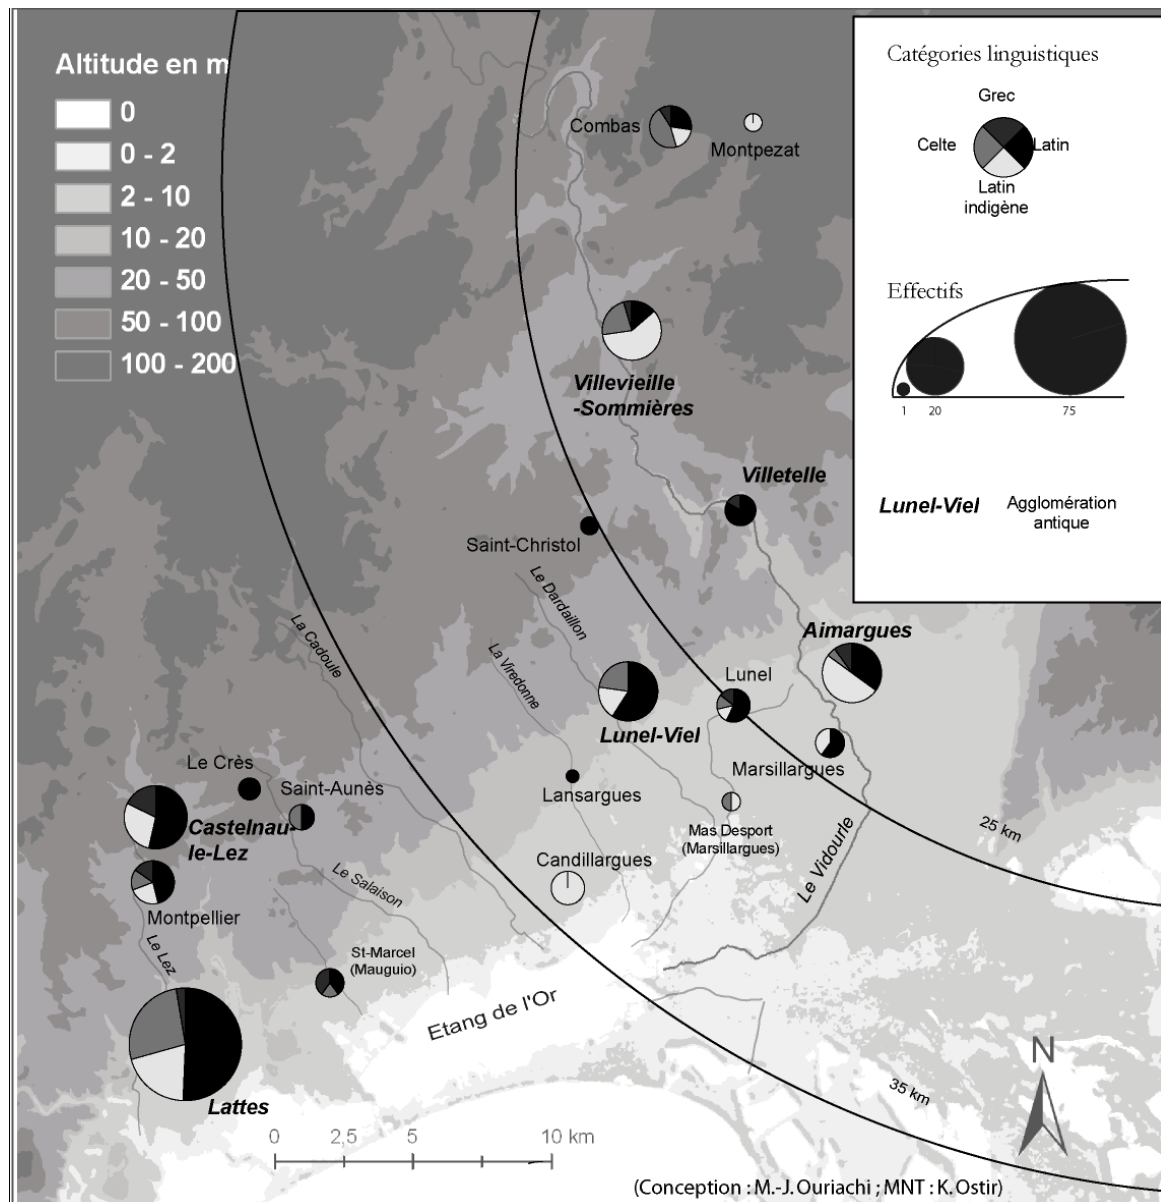 Altitude en m
0
0 - 2
2 - 10
10 - 20
20 - 50
50 - 100
100 - 200
Catégories linguistiques
Grec
Celte
Latin
Latin
indigène
Effectifs
1
20
75
Lunel-Viel
Agglomération
antique
Combas
Montpezat
Villevieille
-Sommières
Villetelle
Saint-Christol
Le Dardaillon
La Cadoule
La Viredonne
Aimargues
Lunel
Lunel-Viel
Marsillargues
Le Crès
Saint-Aunès
Lansargues
Castelnau-
le-Lez
Mas Desport
(Marsillargues)
25 km
Candillargues
Le Vidourle
Le Salaison
Montpellier
Le Lez
St-Marcel
(Mauguio)
Etang de l'Or
35 km
N
Lattes
0
2,5
5
10 km
(Conception : M.-J. Ouriachi ; MNT : K. Ostir)